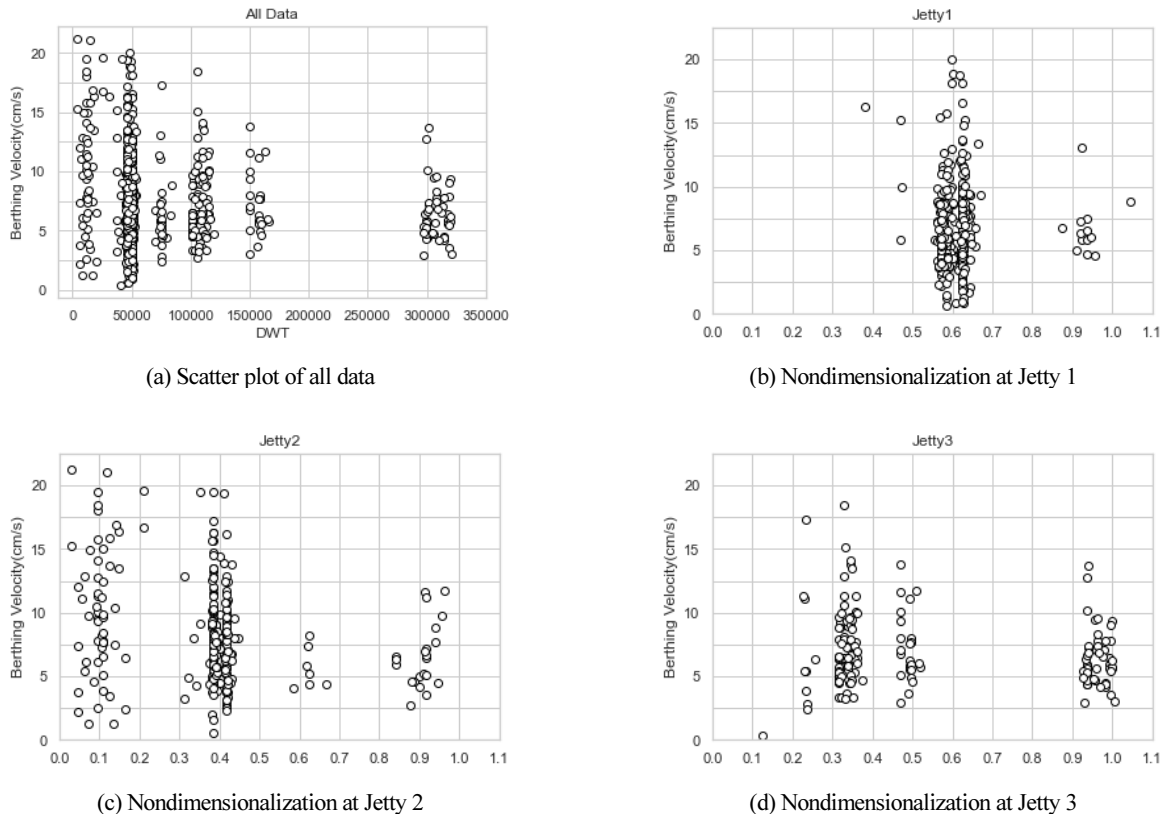 All Data
Berthing Velocity(cm/s)
20
15
10
5
0
0 50000 100000 150000 200000 250000 300000 350000
DWT
(a) Scatter plot of all data
Jetty1
Berthing Velocity(cm/s)
20
15
10
5
0
0.0 0.1 0.2 0.3 0.4 0.5 0.6 0.7 0.8 0.9 1.0 1.1
(b) Nondimensionalization at Jetty 1
Jetty2
Berthing Velocity(cm/s)
20
15
10
5
0
0.0 0.1 0.2 0.3 0.4 0.5 0.6 0.7 0.8 0.9 1.0 1.1
(c) Nondimensionalization at Jetty 2
Jetty3
Berthing Velocity(cm/s)
20
15
10
5
0
0.0 0.1 0.2 0.3 0.4 0.5 0.6 0.7 0.8 0.9 1.0 1.1
(d) Nondimensionalization at Jetty 3